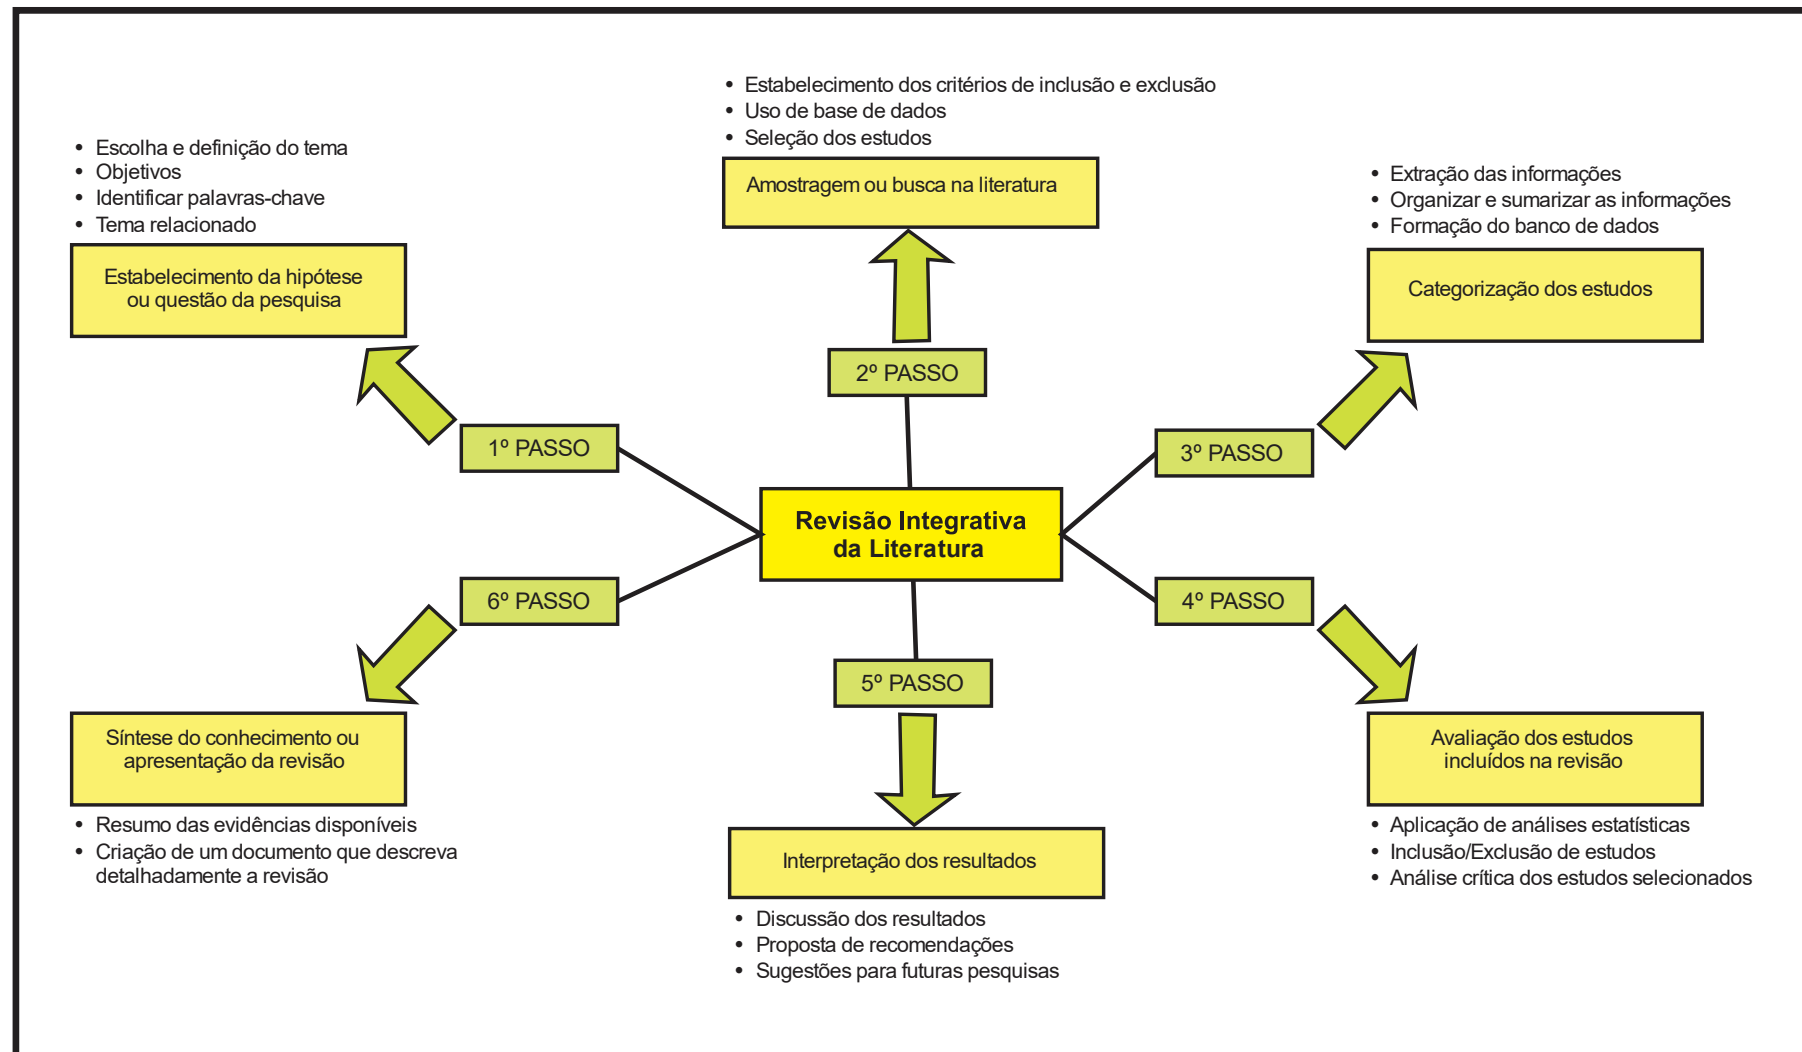 • Escolha e definição do tema
• Objetivos
• Identificar palavras-chave
• Tema relacionado
Estabelecimento da hipótese
ou questão da pesquisa
1º PASSO
• Estabelecimento dos critérios de inclusão e exclusão
• Uso de base de dados
• Seleção dos estudos
Amostragem ou busca na literatura
2º PASSO
• Extração das informações
• Organizar e sumarizar as informações
• Formação do banco de dados
Categorização dos estudos
3º PASSO
Revisão Integrativa
da Literatura
4º PASSO
Avaliação dos estudos
incluídos na revisão
• Aplicação de análises estatísticas
• Inclusão/Exclusão de estudos
• Análise crítica dos estudos selecionados
5º PASSO
Interpretação dos resultados
• Discussão dos resultados
• Proposta de recomendações
• Sugestões para futuras pesquisas
6º PASSO
Síntese do conhecimento ou
apresentação da revisão
• Resumo das evidências disponíveis
• Criação de um documento que descreva
detalhadamente a revisão